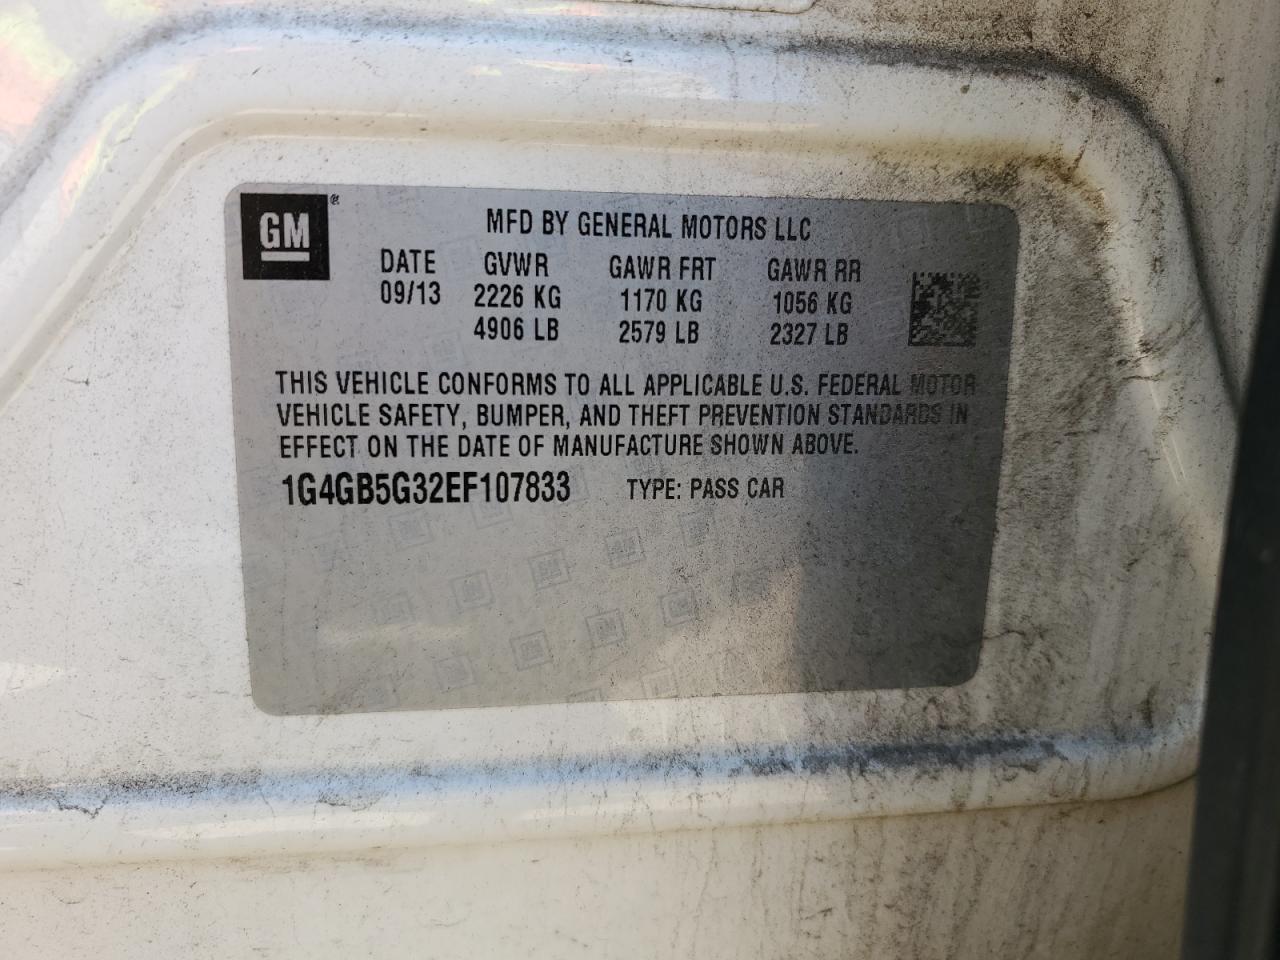 GM ®
MFD BY GENERAL MOTORS LLC
DATE GVWR GAWR FRT GAWR RR
09/13 2226 KG 1170 KG 1056 KG
4906 LB 2579 LB 2327 LB
THIS VEHICLE CONFORMS TO ALL APPLICABLE U.S. FEDERAL MOTOR
VEHICLE SAFETY, BUMPER, AND THEFT PREVENTION STANDARDS IN
EFFECT ON THE DATE OF MANUFACTURE SHOWN ABOVE.
1G4GB5G32EF107833 TYPE: PASS CAR